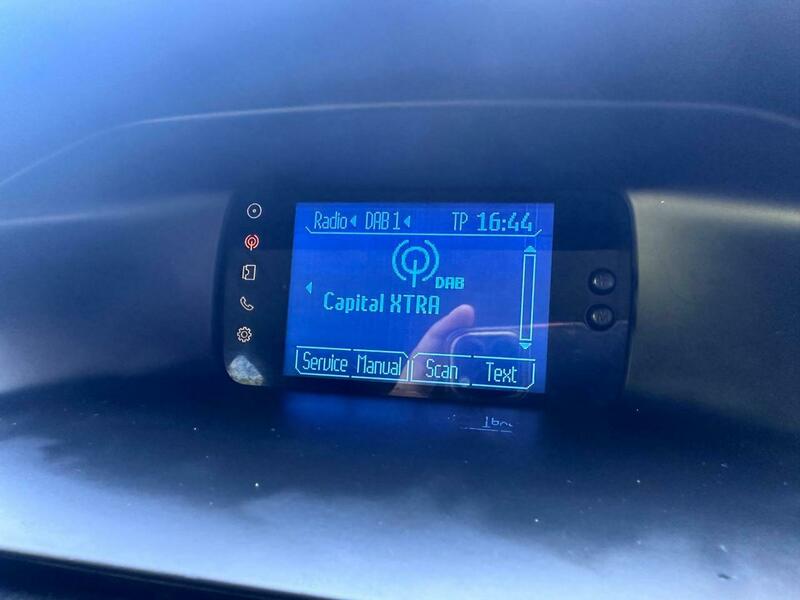 Radio DAB 1 TP 16:44
DAB
Capital XTRA
Service Manual Scan Text